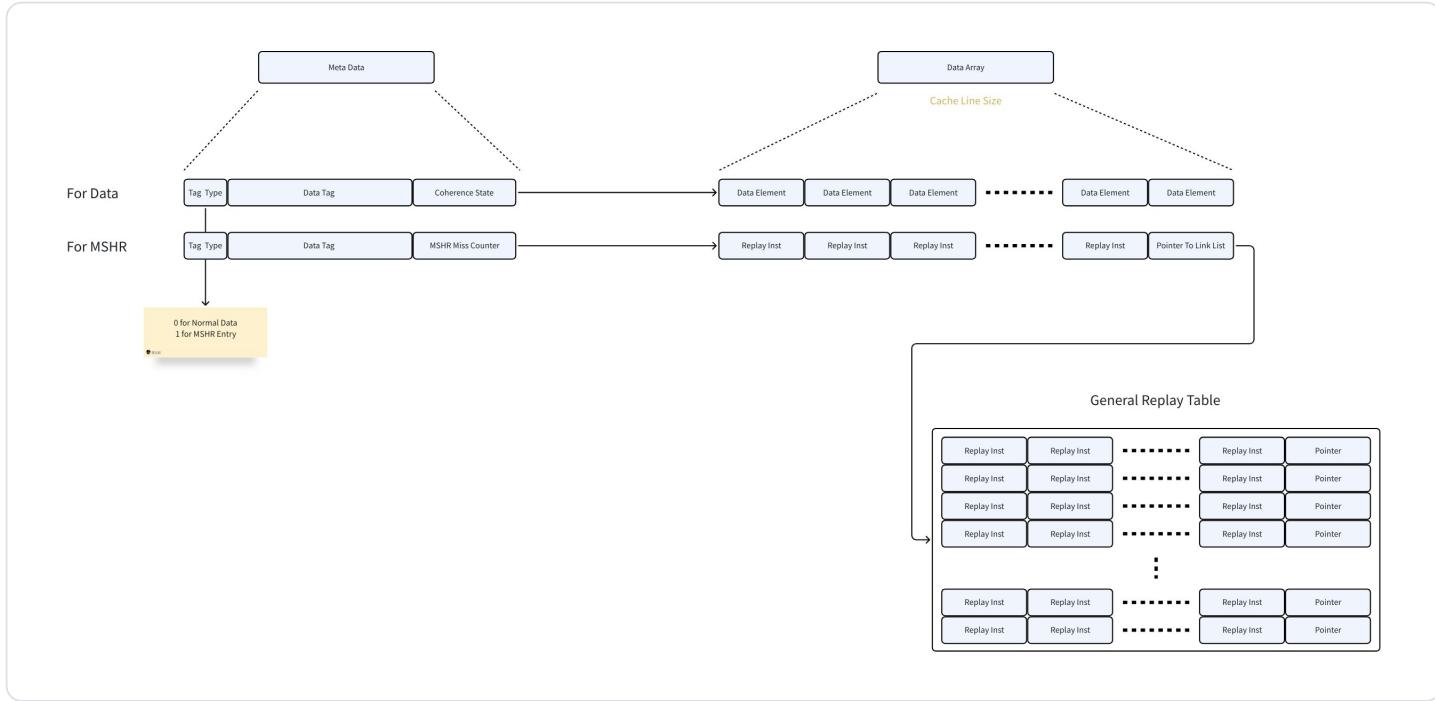 Meta Data
Data Array
Cache Line Size
For Data
Tag Type
Data Tag
Coherence State
Data Element
Data Element
Data Element
Data Element
Data Element
For MSHR
Tag Type
Data Tag
MSHR Miss Counter
Replay Inst
Replay Inst
Replay Inst
Replay Inst
Pointer To Link List
0 for Normal Data
1 for MSHR Entry
General Replay Table
Replay Inst
Replay Inst
Replay Inst
Pointer
Replay Inst
Replay Inst
Replay Inst
Pointer
Replay Inst
Replay Inst
Replay Inst
Pointer
Replay Inst
Replay Inst
Replay Inst
Pointer
Replay Inst
Replay Inst
Replay Inst
Pointer
Replay Inst
Replay Inst
Replay Inst
Pointer